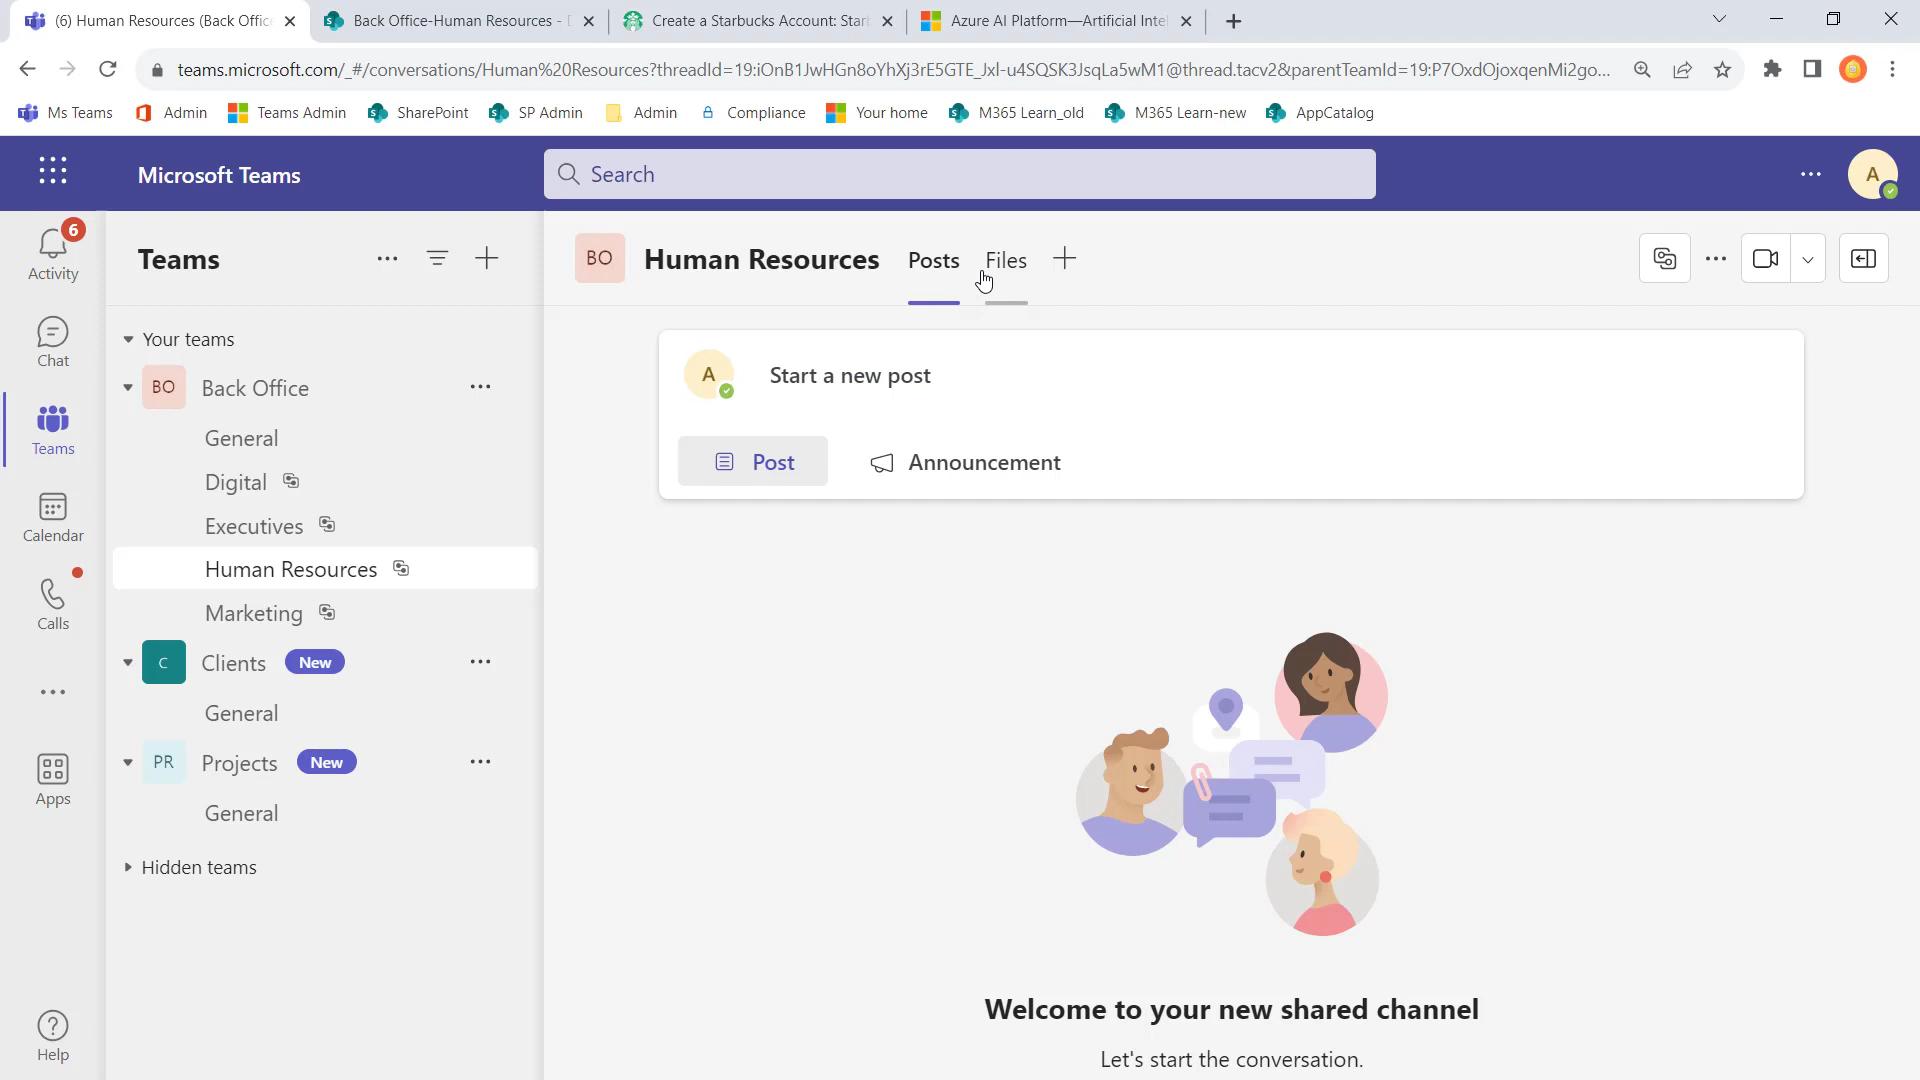 (6) Human Resources (Back Office
Back Office-Human Resources -
Create a Starbucks Account: Star
Azure AI Platform—Artificial Inte
teams.microsoft.com/_#/conversations/Human%20Resources?threadId=19:iOnB1JwHGn8oYhXj3rE5GTE_JxI-u4SQSK3JsqLa5wM1@thread.tacv2&parentTeamId=19:P7OxdOjoxqenMi2go...
Ms Teams
Admin
Teams Admin
SharePoint
SP Admin
Admin
Compliance
Your home
M365 Learn_old
M365 Learn-new
AppCatalog
Microsoft Teams
Search
A
6
Activity
Chat
Teams
Calendar
Calls
Apps
Help
Teams
Your teams
BO Back Office
General
Digital
Executives
Human Resources
Marketing
C Clients New
General
PR Projects New
General
Hidden teams
BO Human Resources Posts Files
A Start a new post
Post Announcement
Welcome to your new shared channel
Let's start the conversation.